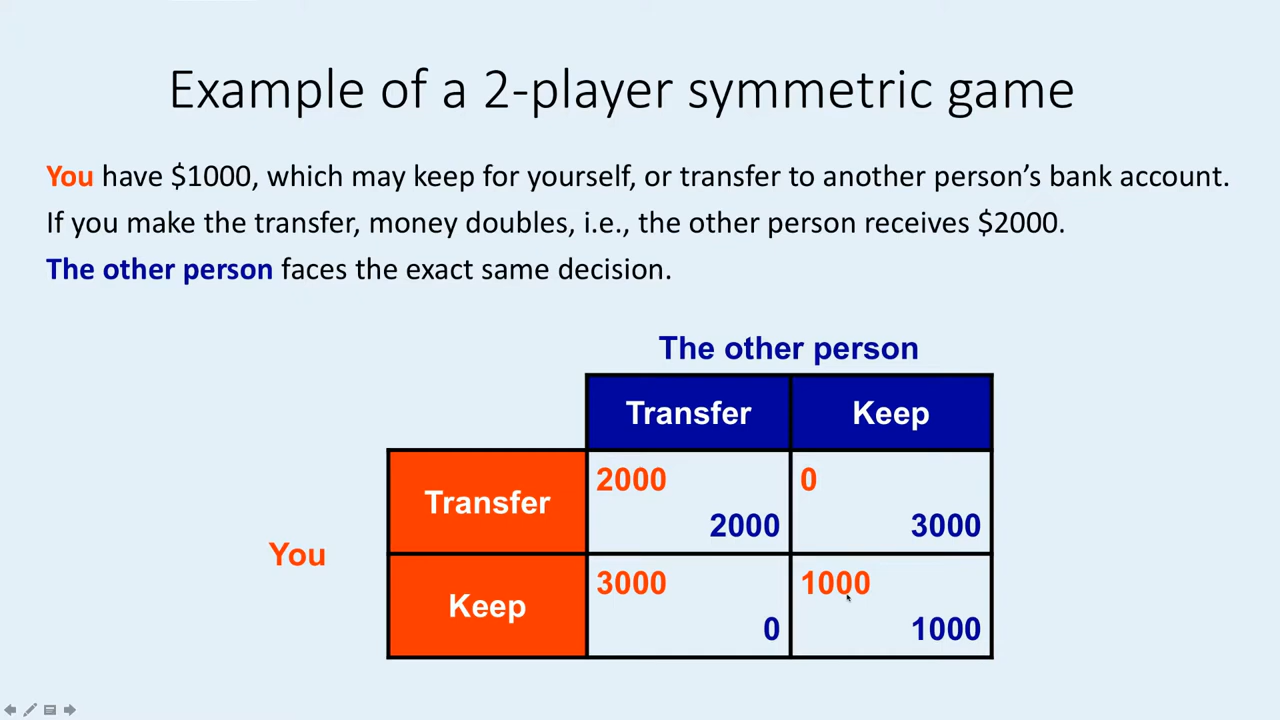 Example of a 2-player symmetric game
You have $1000, which may keep for yourself, or transfer to another person’s bank account.
If you make the transfer, money doubles, i.e., the other person receives $2000.
The other person faces the exact same decision.
The other person
Transfer Keep
Transfer 2000 2000 0 3000
You
Keep 3000 0 1000 1000